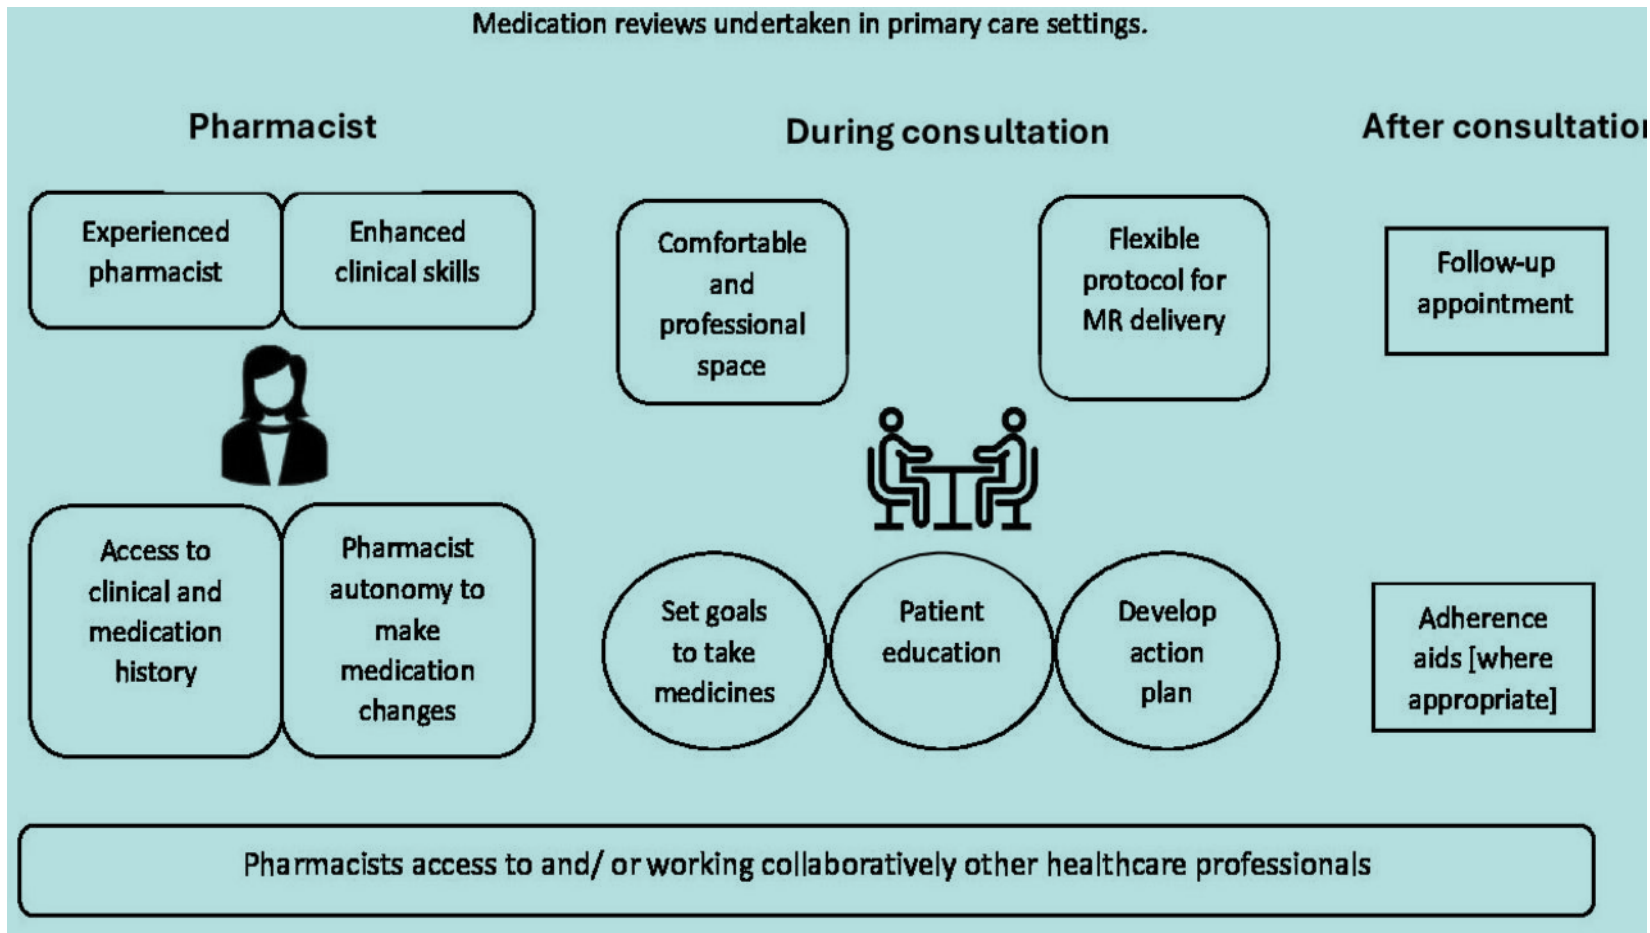 Medication reviews undertaken in primary care settings.
Pharmacist
Experienced
pharmacist
Enhanced
clinical skills
Access to
clinical and
medication
history
Pharmacist
autonomy to
make
medication
changes
During consultation
Comfortable
and
professional
space
Flexible
protocol for
MR delivery
Set goals
to take
medicines
Patient
education
Develop
action
plan
After consultation
Follow-up
appointment
Adherence
aids [where
appropriate]
Pharmacists access to and/ or working collaboratively other healthcare professionals